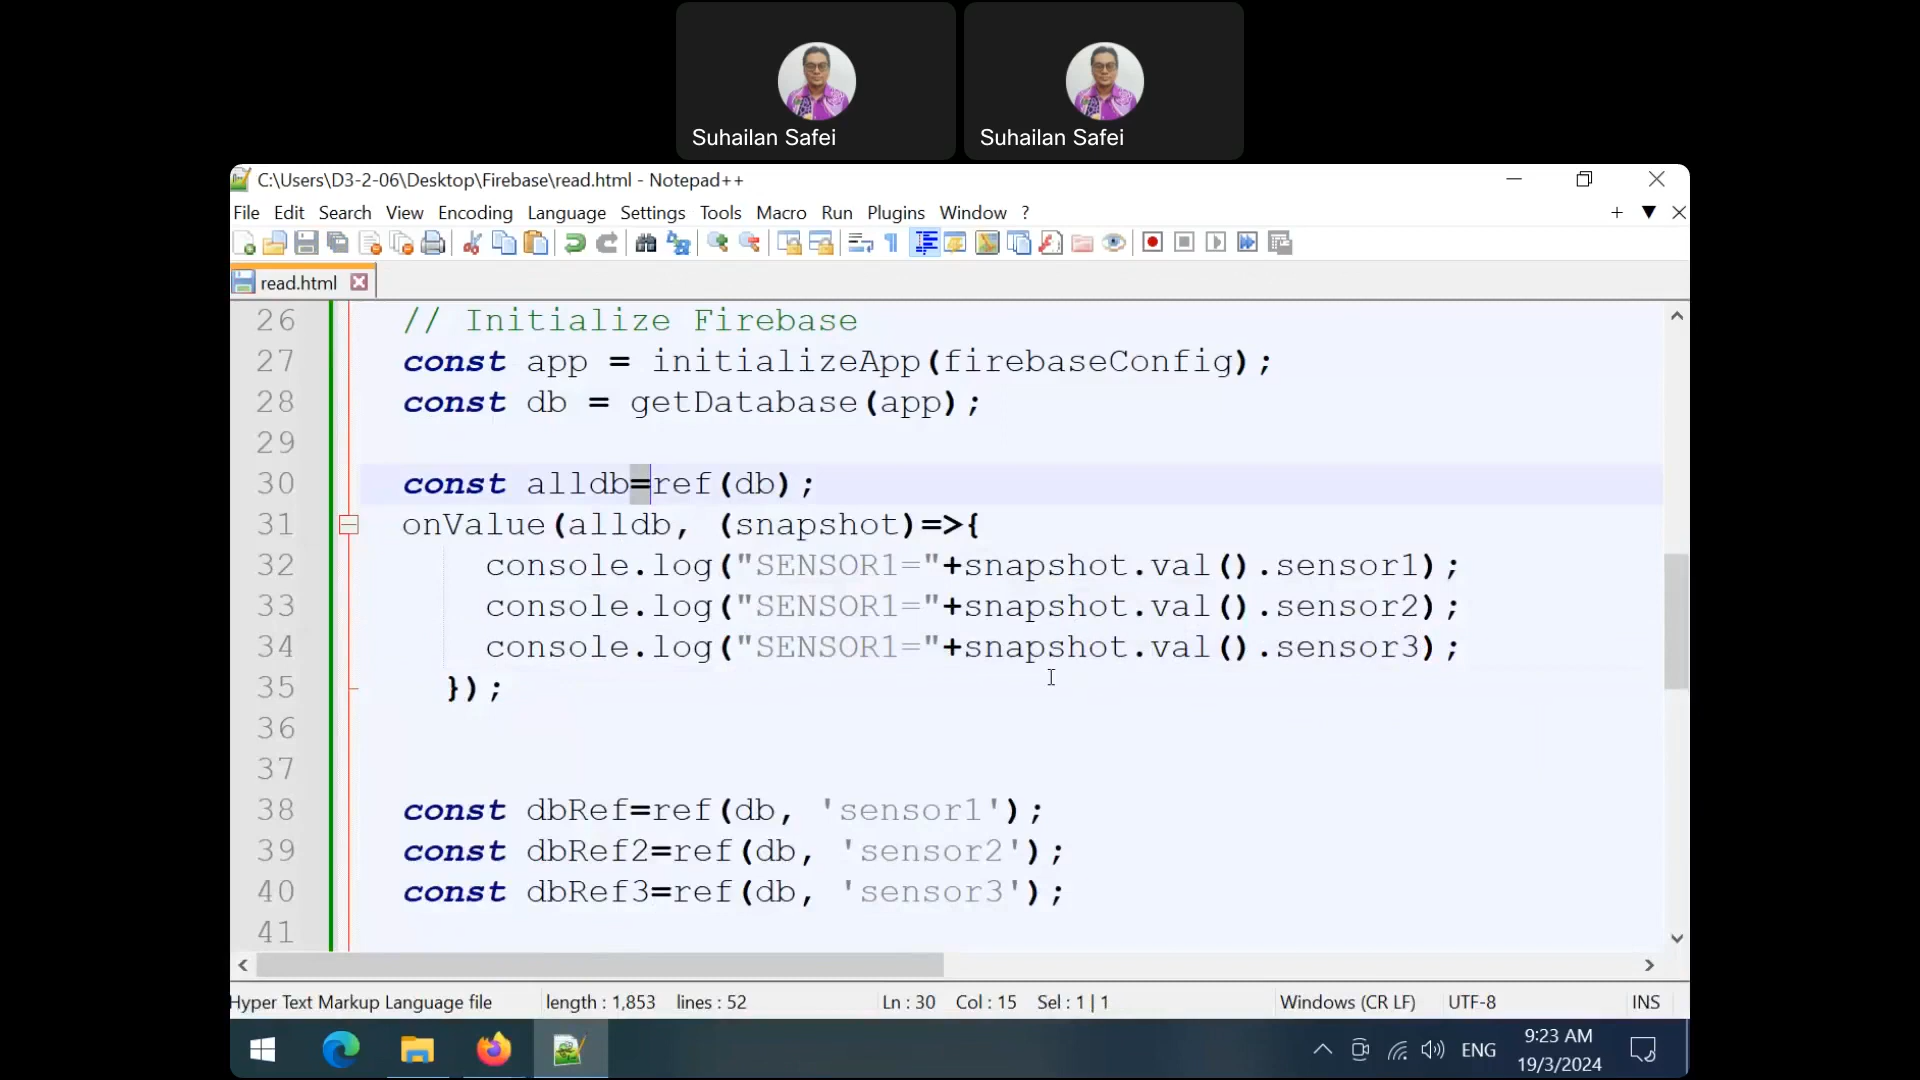 Suhailan Safei
Suhailan Safei
C:\Users\D3-2-06\Desktop\Firebase\read.html - Notepad++
File Edit Search View Encoding Language Settings Tools Macro Run Plugins Window ?
read.html
26 // Initialize Firebase
27 const app = initializeApp(firebaseConfig);
28 const db = getDatabase(app);
29
30 const alldb=ref(db);
31 onValue(alldb, (snapshot)=>{
32 console.log("SENSOR1="+snapshot.val().sensor1);
33 console.log("SENSOR1="+snapshot.val().sensor2);
34 console.log("SENSOR1="+snapshot.val().sensor3);
35 });
36
37
38 const dbRef=ref(db, 'sensor1');
39 const dbRef2=ref(db, 'sensor2');
40 const dbRef3=ref(db, 'sensor3');
41
Hyper Text Markup Language file length : 1,853 lines : 52 Ln : 30 Col : 15 Sel : 1 | 1 Windows (CR LF) UTF-8 INS
ENG
9:23 AM
19/3/2024